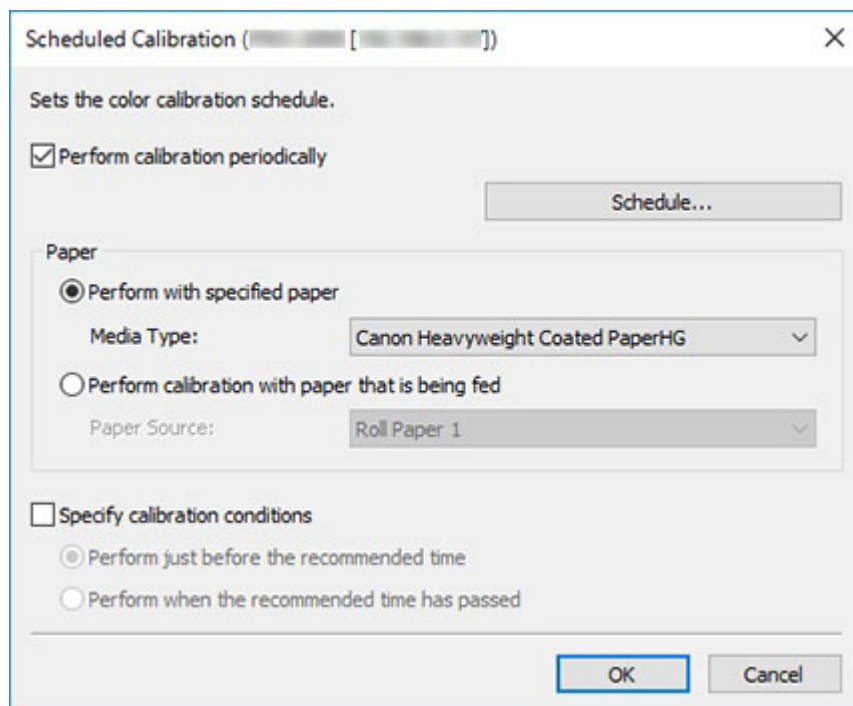 Scheduled Calibration ( [ ])
Sets the color calibration schedule.
Perform calibration periodically
Schedule...
Paper
Perform with specified paper
Media Type: Canon Heavyweight Coated PaperHG
Perform calibration with paper that is being fed
Paper Source: Roll Paper 1
Specify calibration conditions
Perform just before the recommended time
Perform when the recommended time has passed
OK Cancel